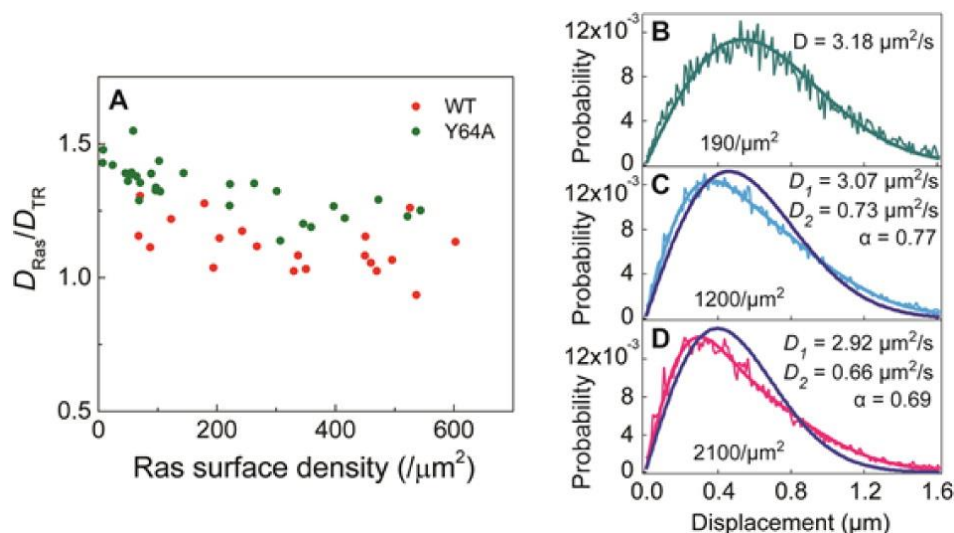 A
WT
Y64A
1.5
1.0
0.5
D_Ras/D_TR
0
200
400
600
Ras surface density (/μm²)
B
12x10⁻³
8
4
0
Probability
D = 3.18 μm²/s
190/μm²
C
12x10⁻³
8
4
0
Probability
D₁ = 3.07 μm²/s
D₂ = 0.73 μm²/s
α = 0.77
1200/μm²
D
12x10⁻³
8
4
0
Probability
D₁ = 2.92 μm²/s
D₂ = 0.66 μm²/s
α = 0.69
2100/μm²
0.0
0.4
0.8
1.2
1.6
Displacement (μm)